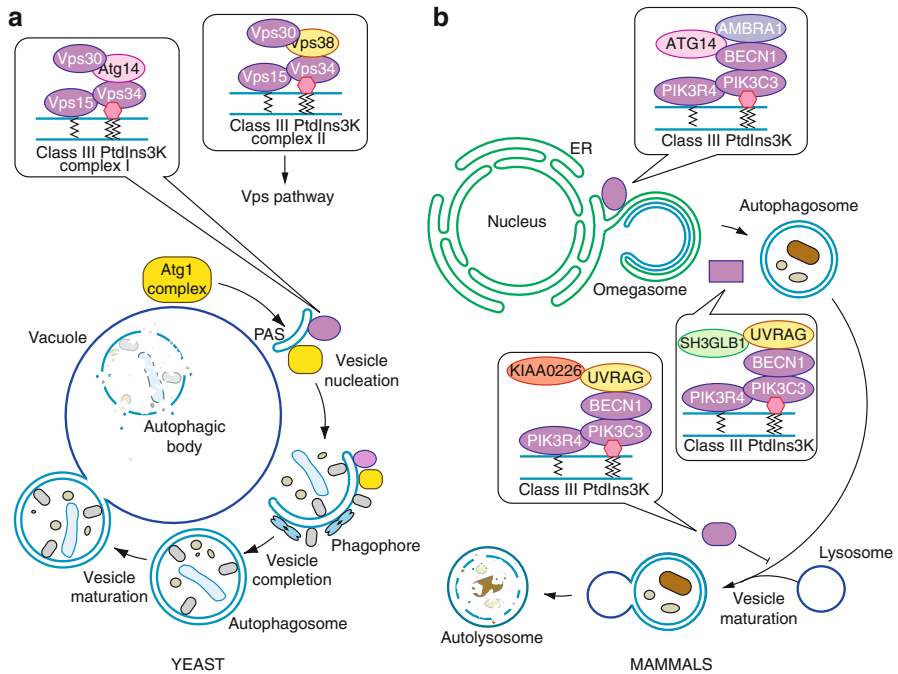 a
Vps30
Atg14
Vps15
Vps34
Class III PtdIns3K
complex I
Vps30
Vps38
Vps15
Vps34
Class III PtdIns3K
complex II
Vps pathway
Atg1
complex
PAS
Vacuole
Vesicle
nucleation
Autophagic
body
Phagophore
Vesicle
completion
Vesicle
maturation
Autophagosome
YEAST
b
AMBRA1
ATG14
BECN1
PIK3R4
PIK3C3
Class III PtdIns3K
ER
Nucleus
Omegasome
Autophagosome
SH3GLB1
UVRAG
BECN1
PIK3R4
PIK3C3
Class III PtdIns3K
KIAA0226
UVRAG
BECN1
PIK3R4
PIK3C3
Class III PtdIns3K
Lysosome
Vesicle
maturation
Autolysosome
MAMMALS